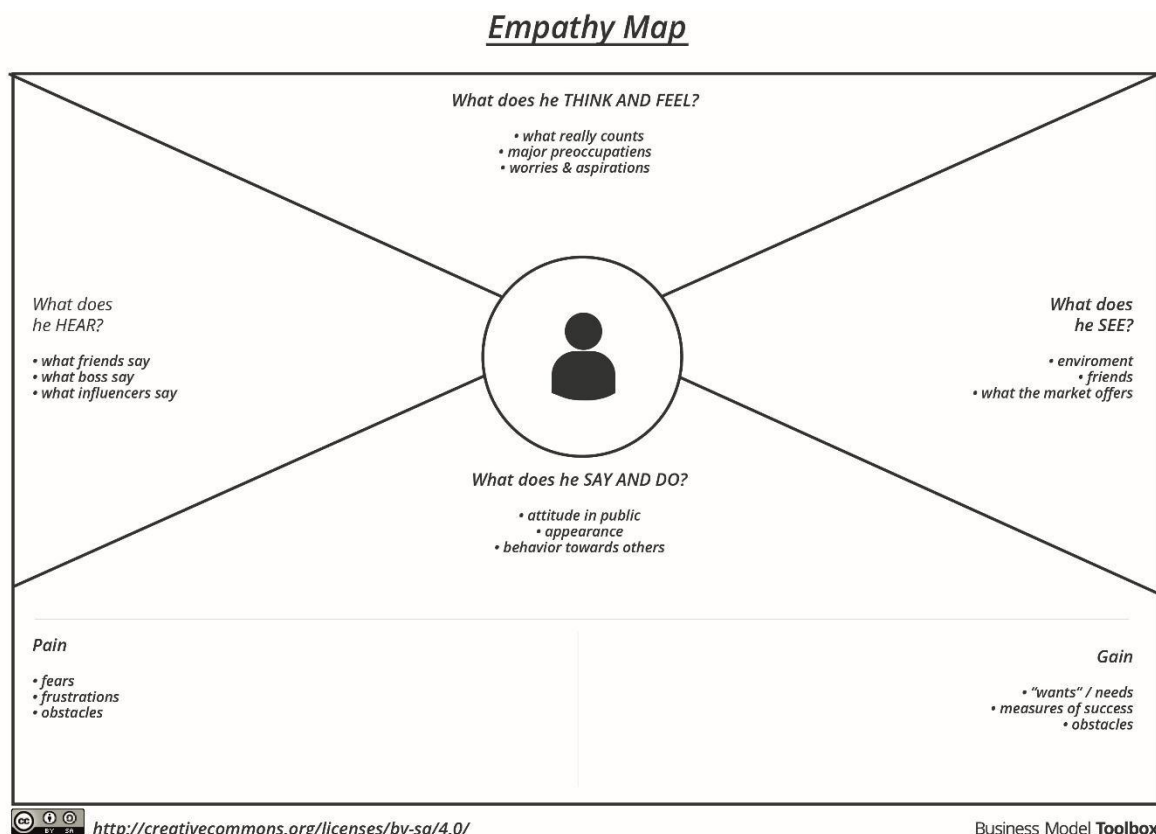 Empathy Map
What does he THINK AND FEEL?
• what really counts
• major preoccupatiens
• worries & aspirations
What does
he HEAR?
• what friends say
• what boss say
• what influencers say
What does
he SEE?
• enviroment
• friends
• what the market offers
What does he SAY AND DO?
• attitude in public
• appearance
• behavior towards others
Pain
• fears
• frustrations
• obstacles
Gain
• “wants” / needs
• measures of success
• obstacles
cc BY SA
http://creativecommons.org/licenses/by-sa/4.0/
Business Model Toolbox